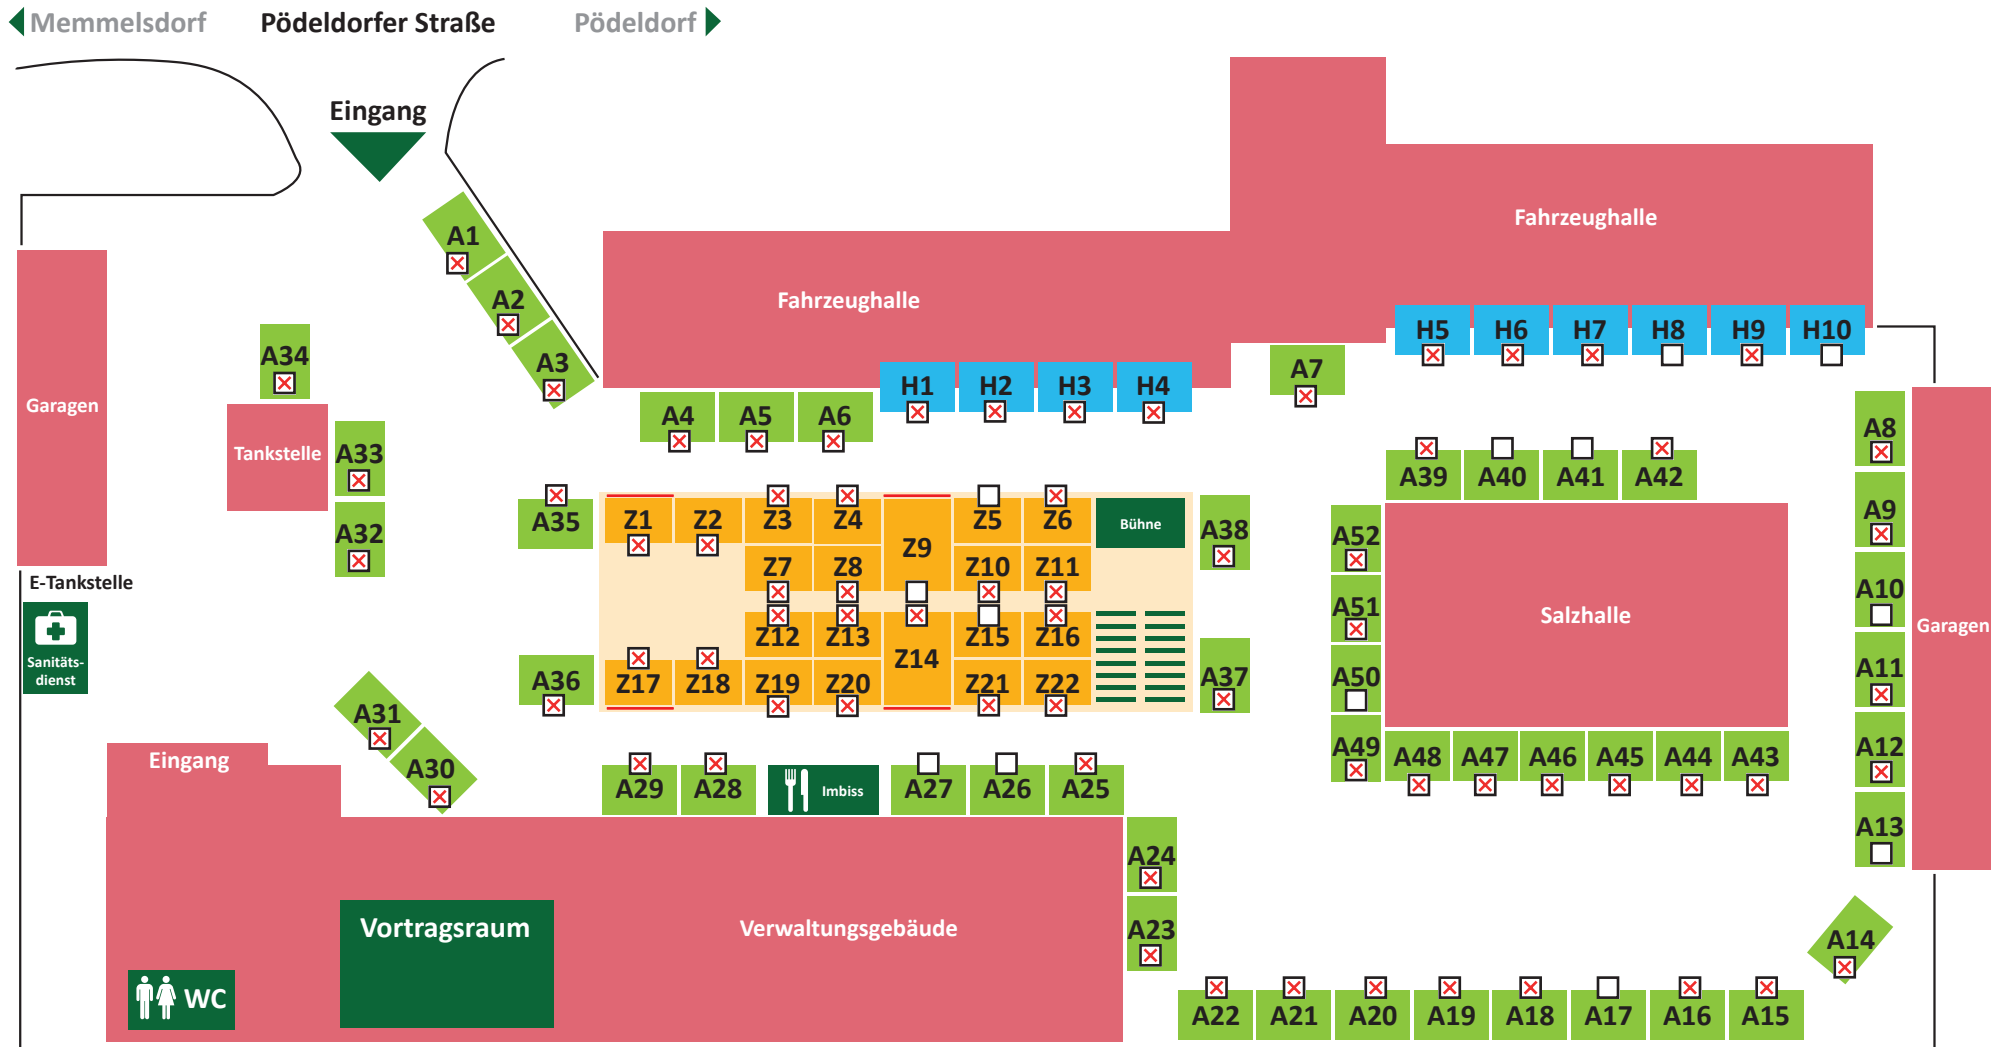 Memmelsdorf Pödeldorfer Straße Pödeldorf
Eingang
Fahrzeughalle
A1
A2
A3
Fahrzeughalle
H5 H6 H7 H8 H9 H10
A34
A7
H1 H2 H3 H4
Garagen
A4 A5 A6
A8
Tankstelle
A33
A39 A40 A41 A42
A9
A35
Z1 Z2 Z3 Z4 Z5 Z6
Bühne
A38
A32
A52
Z9
Z7 Z8 Z10 Z11
E-Tankstelle
A10
A51
Salzhalle
Garagen
Z12 Z13 Z15 Z16
Z14
Sanitäts-
dienst
A11
A36
Z17 Z18 Z19 Z20 Z21 Z22
A37
A50
A31
A49
A12
Eingang
A30
A48 A47 A46 A45 A44 A43
A29 A28
Imbiss
A27 A26 A25
A13
A24
Vortragsraum
Verwaltungsgebäude
A23
A14
WC
A22 A21 A20 A19 A18 A17 A16 A15